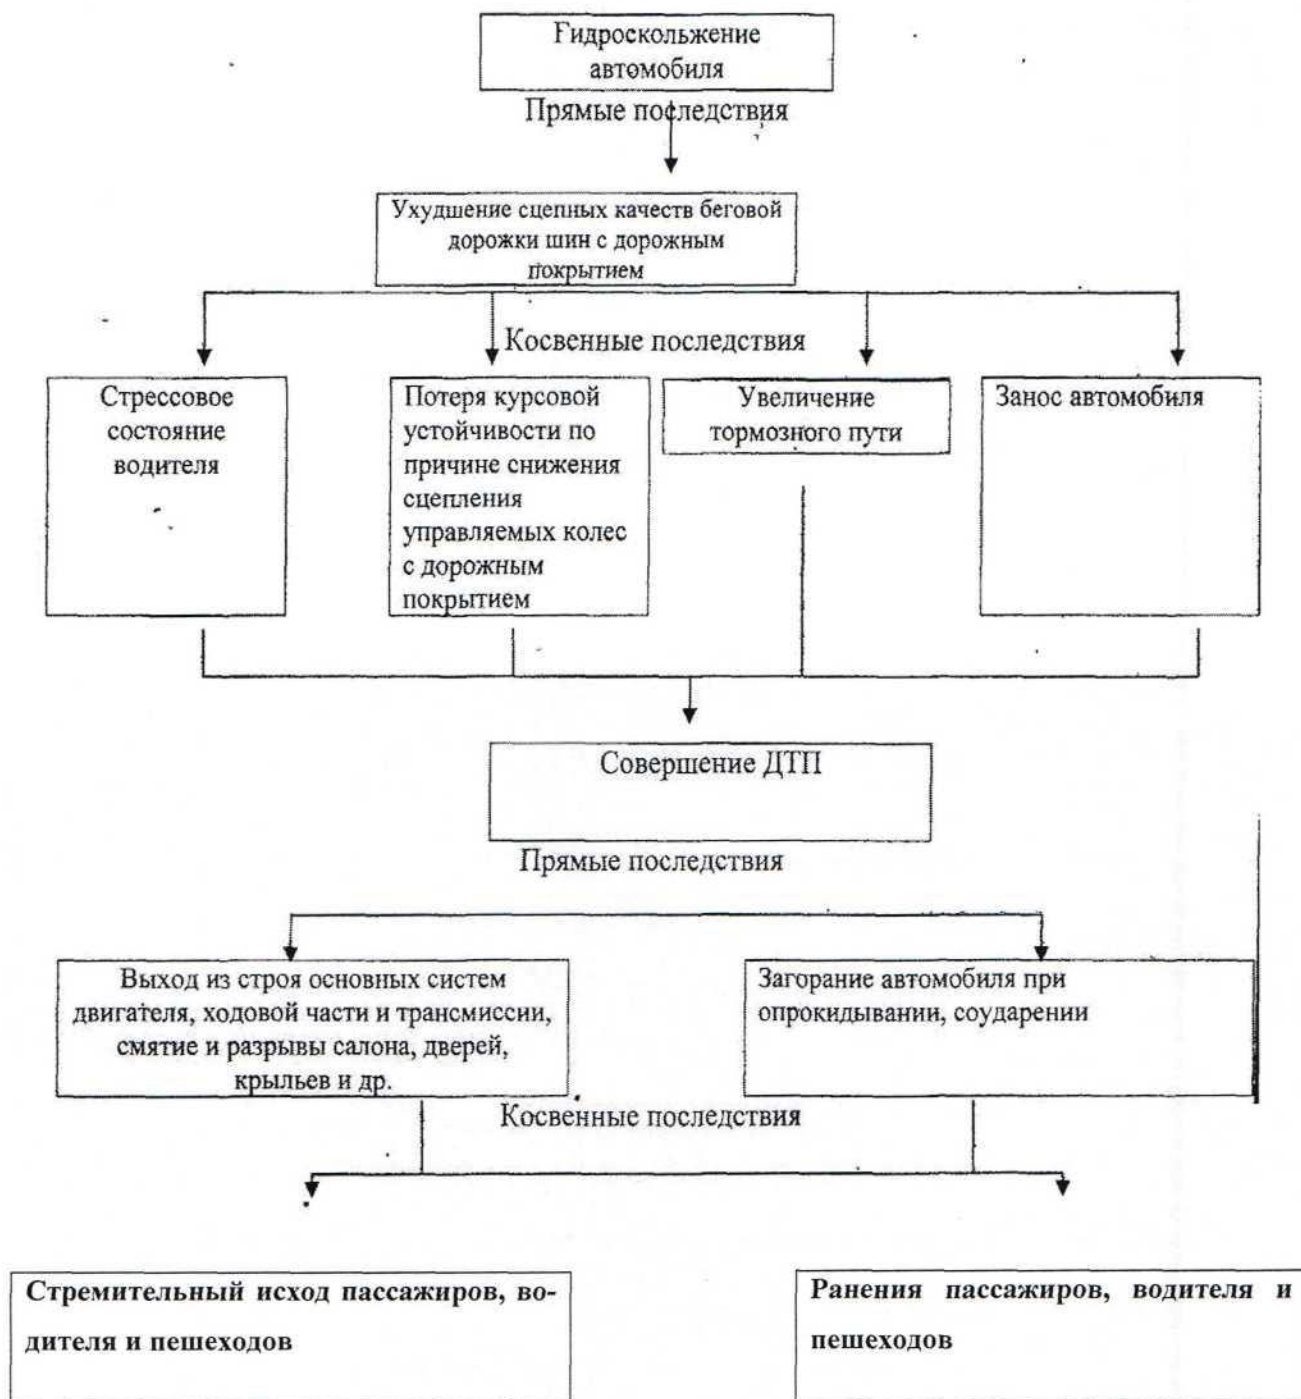 Гидроскольжение
автомобиля
Прямые последствия
Ухудшение сцепных качеств беговой
дорожки шин с дорожным
покрытием
Косвенные последствия
Стрессовое
состояние
водителя
Потеря курсовой
устойчивости по
причине снижения
сцепления
управляемых колес
с дорожным
покрытием
Увеличение
тормозного пути
Занос автомобиля
Совершение ДТП
Прямые последствия
Выход из строя основных систем
двигателя, ходовой части и трансмиссии,
смятие и разрывы салона, дверей,
крыльев и др.
Загорание автомобиля при
опрокидывании, соударении
Косвенные последствия
Стремительный исход пассажиров, во-
дителя и пешеходов
Ранения пассажиров, водителя и
пешеходов